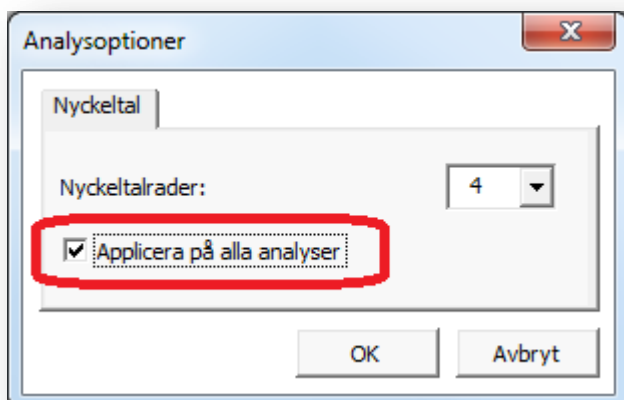 Analysoptioner
Nyckeltal
Nyckeltalrader: 4
Applicera på alla analyser
OK Avbryt